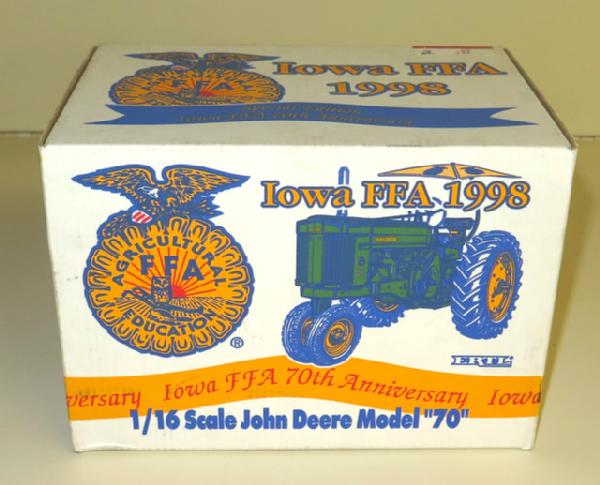 Iowa FFA
1998
FFA
Special Edition
Iowa FFA 70th Anniversary
Iowa FFA 1998
AGRICULTURAL
FFA
EDUCATION
®
ERTL
versary Iowa FFA 70th Anniversary Iowa
1/16 Scale John Deere Model "70"